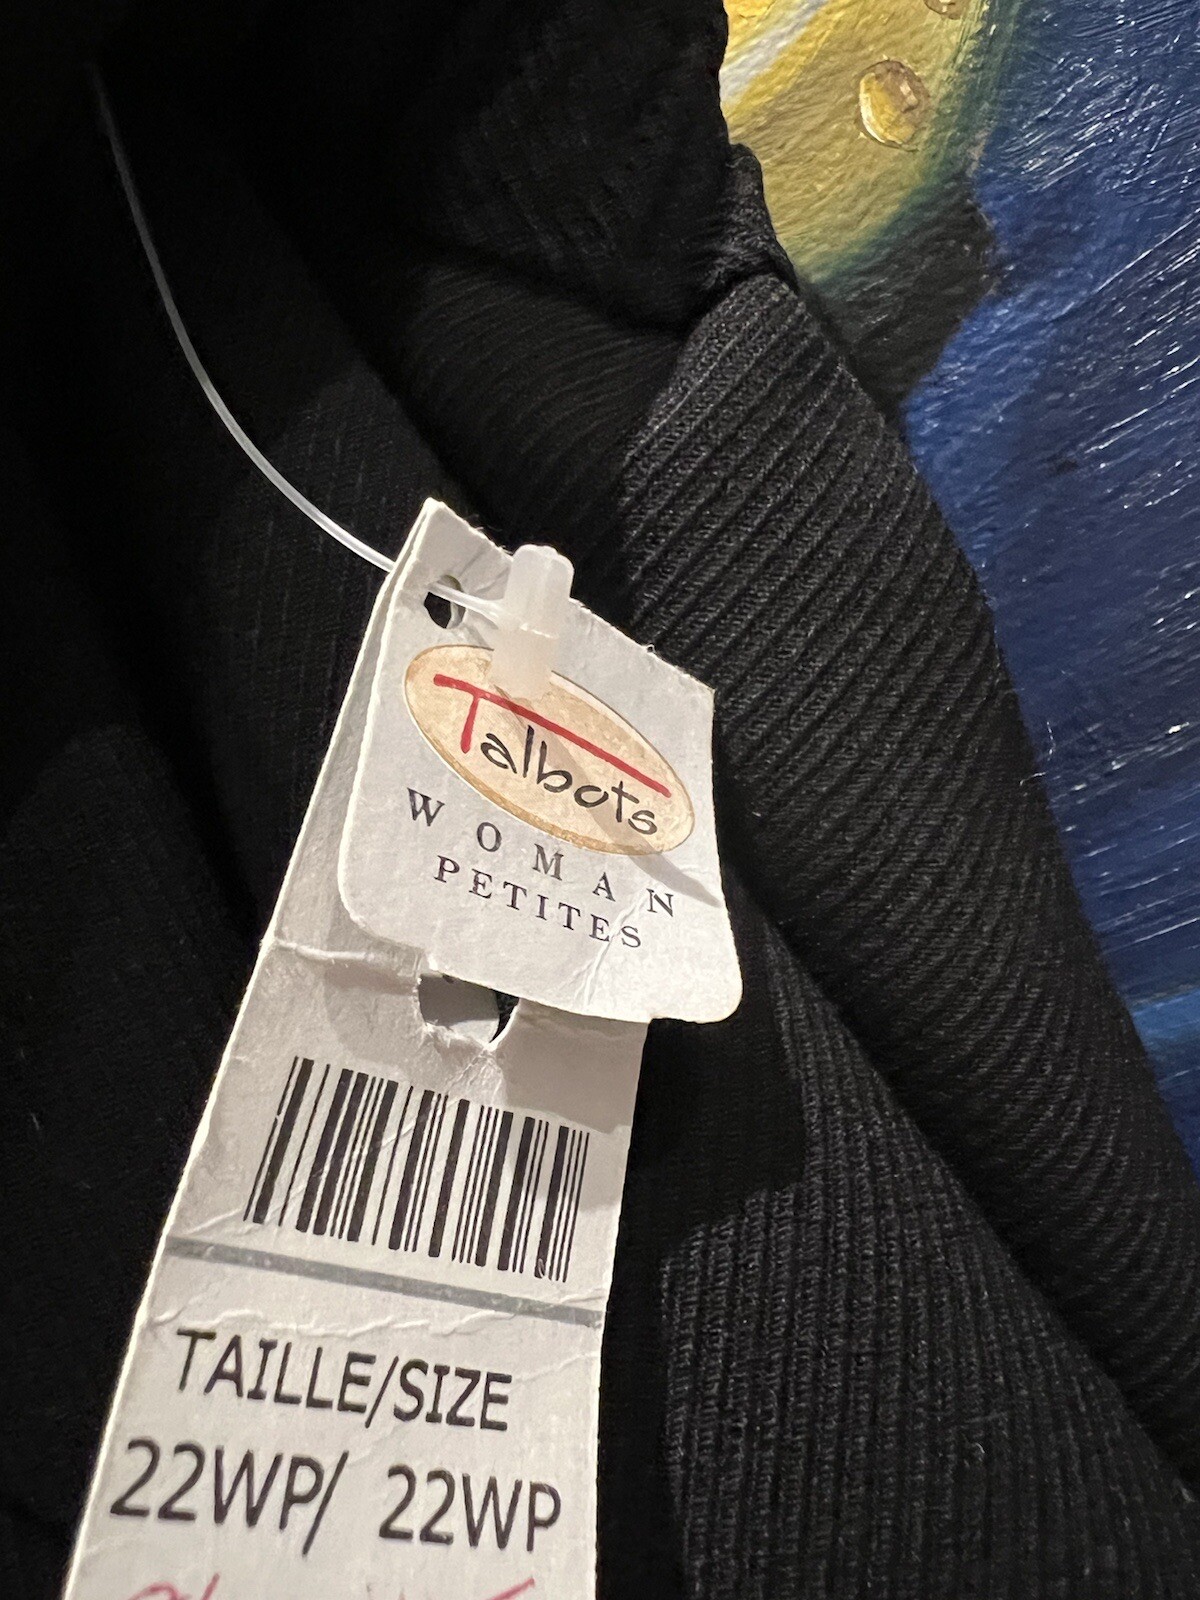 Talbots
WOMAN
PETITES
TAILLE/SIZE
22WP/ 22WP